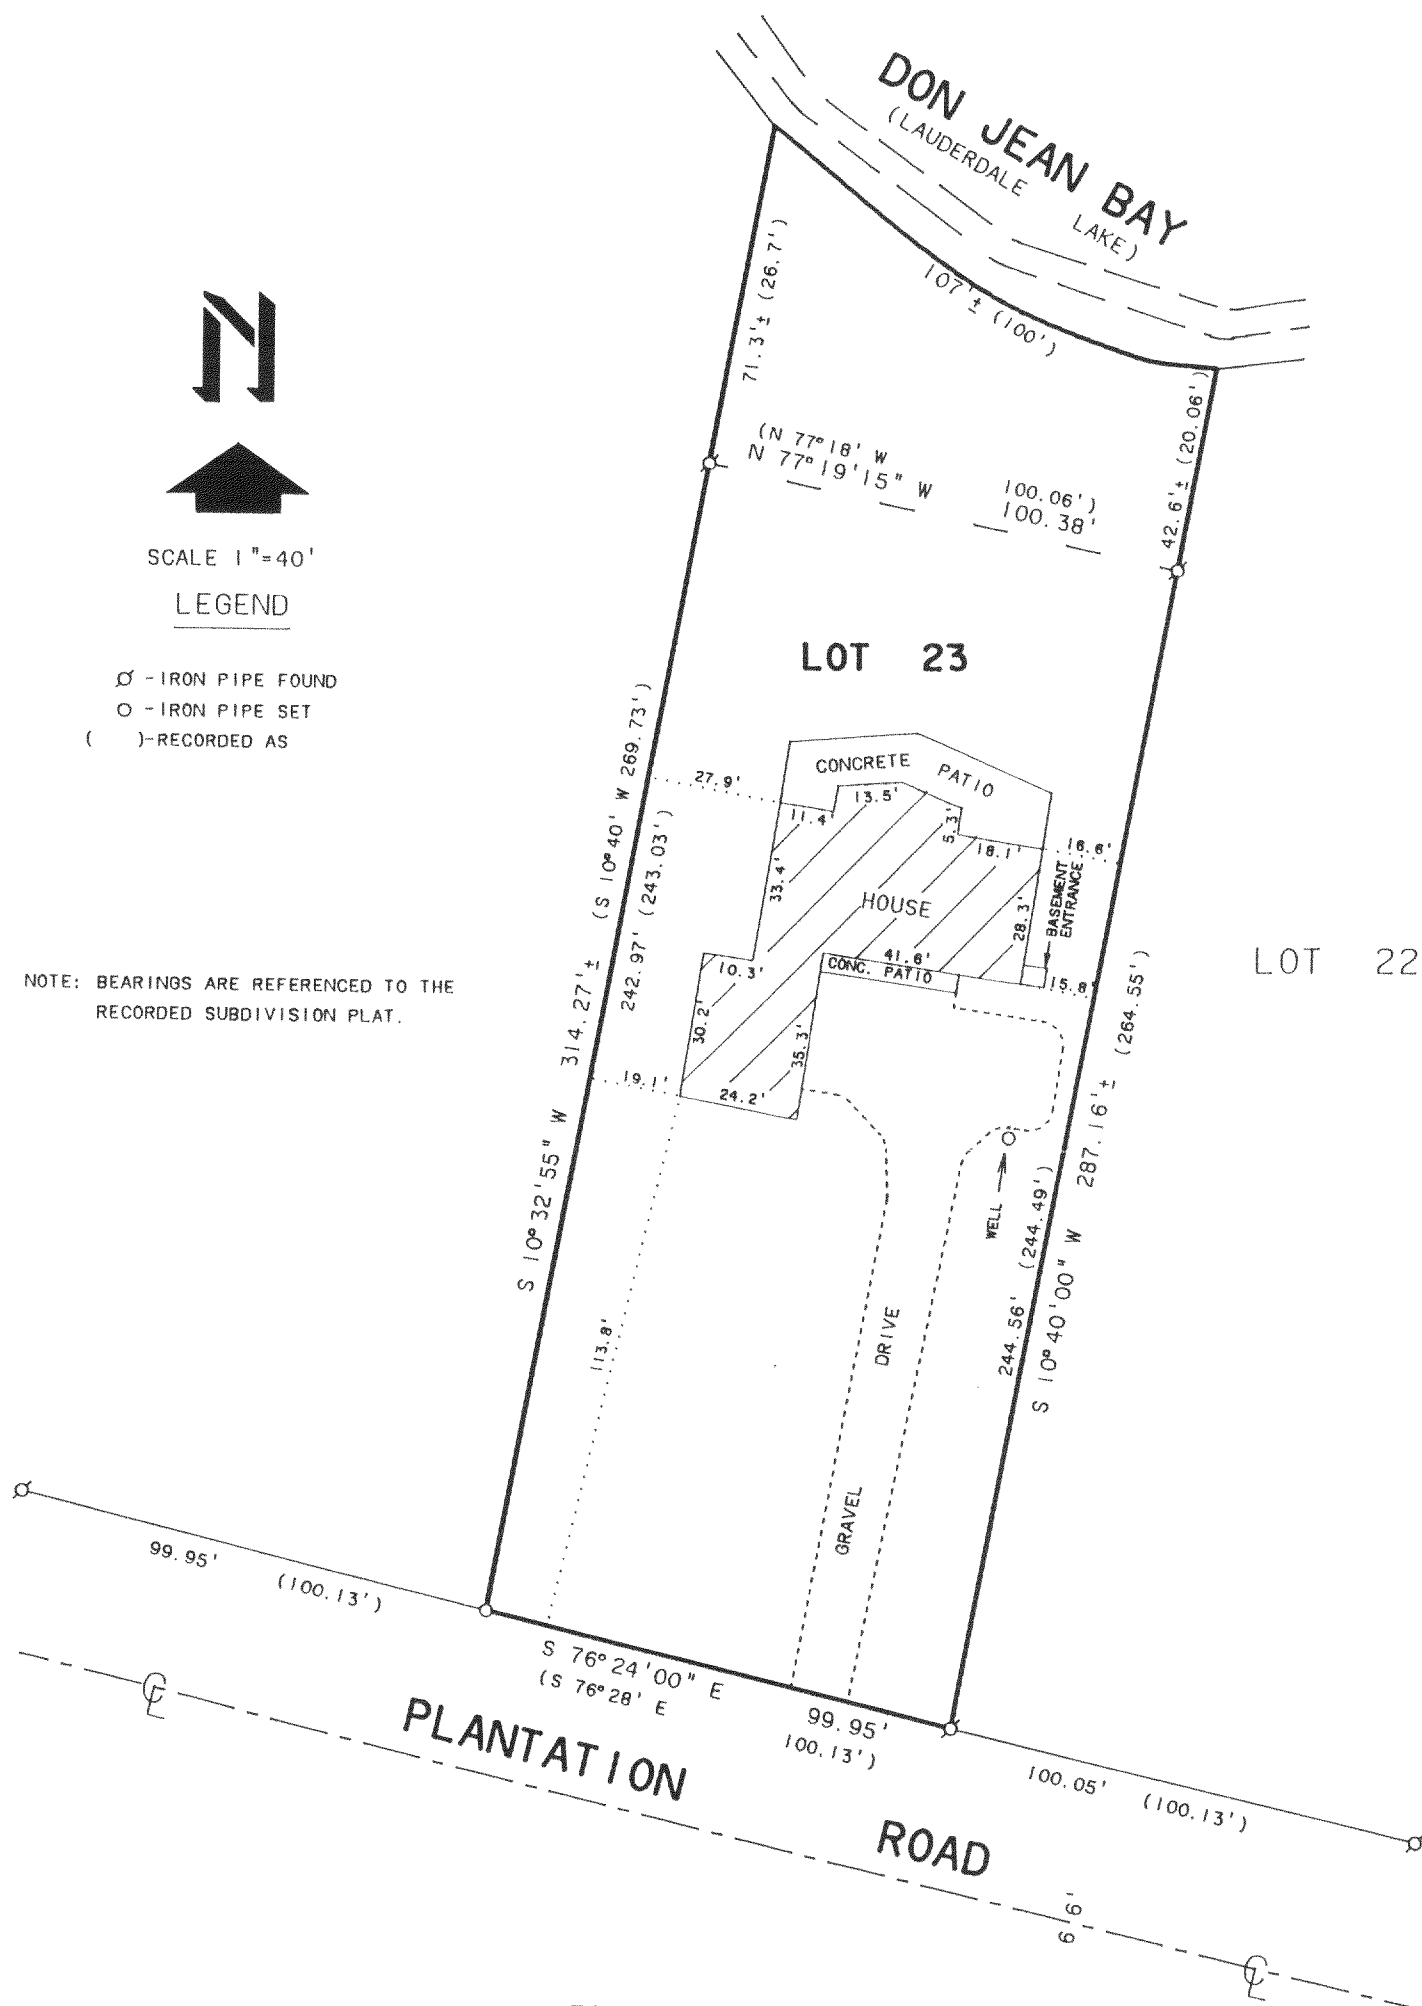 DON JEAN BAY
(LAUDERDALE LAKE)
107'± (100')
71.3'± (26.7')
42.6'± (20.06')
(N 77°18' W 100.06')
N 77°19'15" W 100.38'
N
SCALE 1"=40'
LEGEND
Ø -IRON PIPE FOUND
O -IRON PIPE SET
( )-RECORDED AS
LOT 23
CONCRETE PATIO
27.9'
11.4'
13.5'
5.3'
18.1'
16.6'
33.4'
HOUSE
28.3'
BASEMENT
ENTRANCE
41.6'
CONC. PATIO
15.8'
10.3'
30.2'
35.3'
19.1'
24.2'
LOT 22
NOTE: BEARINGS ARE REFERENCED TO THE
RECORDED SUBDIVISION PLAT.
(S 10°40' W 269.73')
S 10°32'55" W 314.27'±
242.97' (243.03')
S 10°40'00" W 287.16'± (264.55')
244.56' (244.49')
WELL
113.8'
GRAVEL DRIVE
99.95' (100.13')
S 76°24'00" E 99.95'
(S 76°28' E 100.13')
100.05' (100.13')
PLANTATION ROAD
℄
66'
℄